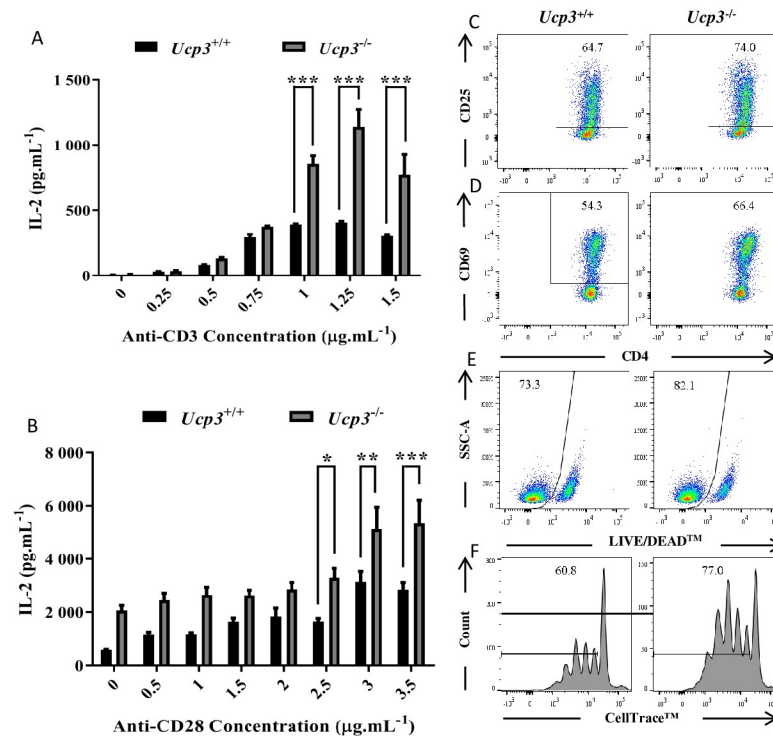 A
Ucp3+/+ Ucp3-/-
*** *** ***
1 500
1 000
500
0
IL-2 (pg.mL-1)
0 0.25 0.5 0.75 1 1.25 1.5
Anti-CD3 Concentration (µg.mL-1)
B
Ucp3+/+ Ucp3-/-
* ** ***
8 000
6 000
4 000
2 000
0
IL-2 (pg.mL-1)
0 0.5 1 1.5 2 2.5 3 3.5
Anti-CD28 Concentration (µg.mL-1)
C
Ucp3+/+ Ucp3-/-
64.7 74.0
CD25
D
54.3 66.4
CD69
CD4
E
73.3 82.1
SSC-A
LIVE/DEAD™
F
60.8 77.0
Count
CellTrace™